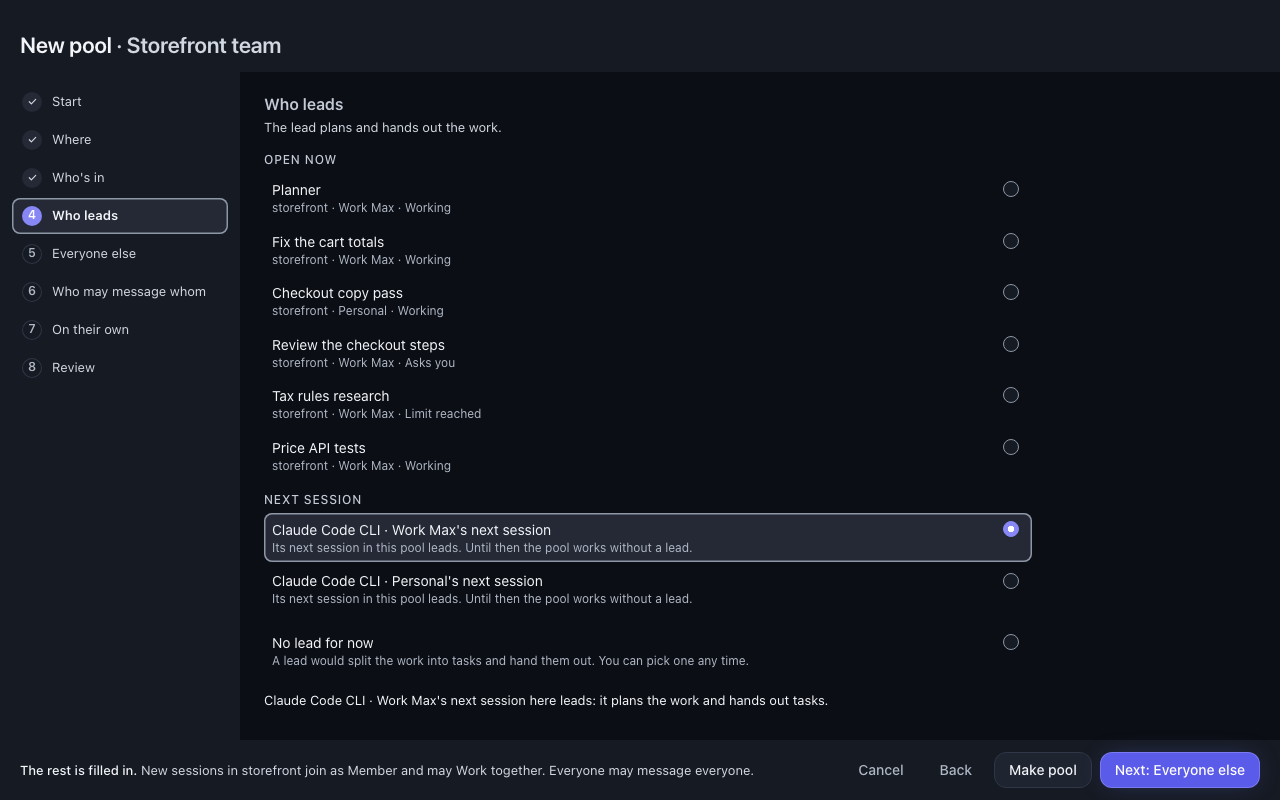 New pool · Storefront team
Start
Where
Who's in
4 Who leads
5 Everyone else
6 Who may message whom
7 On their own
8 Review
Who leads
The lead plans and hands out the work.
OPEN NOW
Planner
storefront · Work Max · Working
Fix the cart totals
storefront · Work Max · Working
Checkout copy pass
storefront · Personal · Working
Review the checkout steps
storefront · Work Max · Asks you
Tax rules research
storefront · Work Max · Limit reached
Price API tests
storefront · Work Max · Working
NEXT SESSION
Claude Code CLI · Work Max's next session
Its next session in this pool leads. Until then the pool works without a lead.
Claude Code CLI · Personal's next session
Its next session in this pool leads. Until then the pool works without a lead.
No lead for now
A lead would split the work into tasks and hand them out. You can pick one any time.
Claude Code CLI · Work Max's next session here leads: it plans the work and hands out tasks.
The rest is filled in. New sessions in storefront join as Member and may Work together. Everyone may message everyone.
Cancel
Back
Make pool
Next: Everyone else